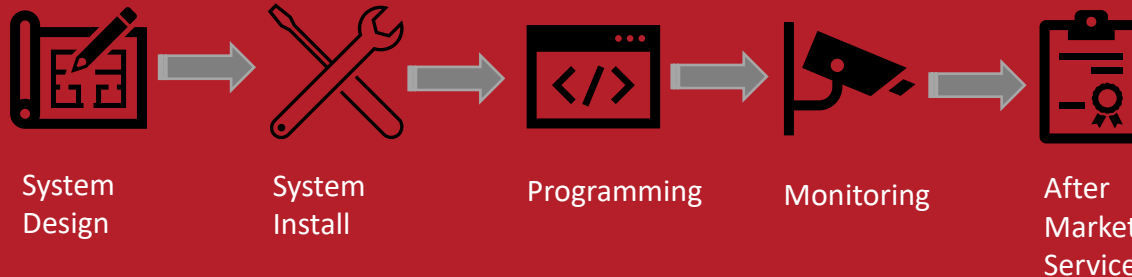 System
Design
System
Install
Programming
Monitoring
After
Market
Service